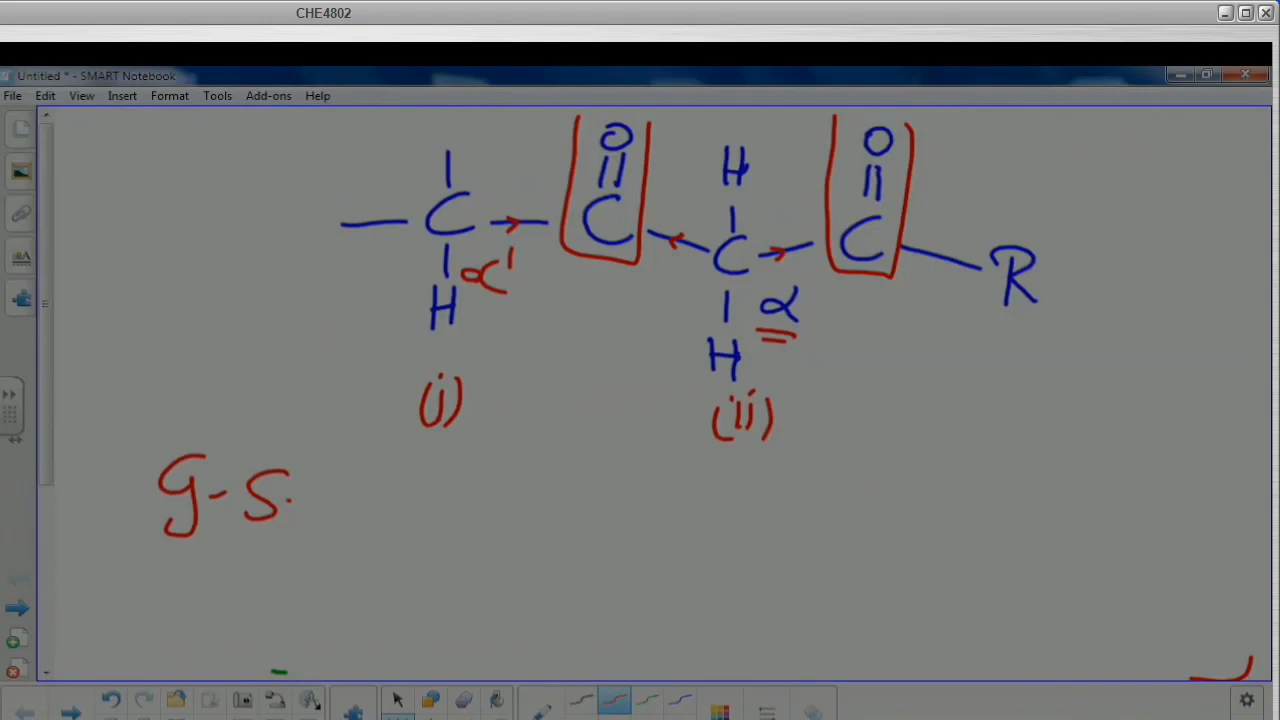 CHE4802
Untitled * - SMART Notebook
File Edit View Insert Format Tools Add-ons Help
O O
H
C C C C R
α' α
H H
(i) (ii)
G-S.